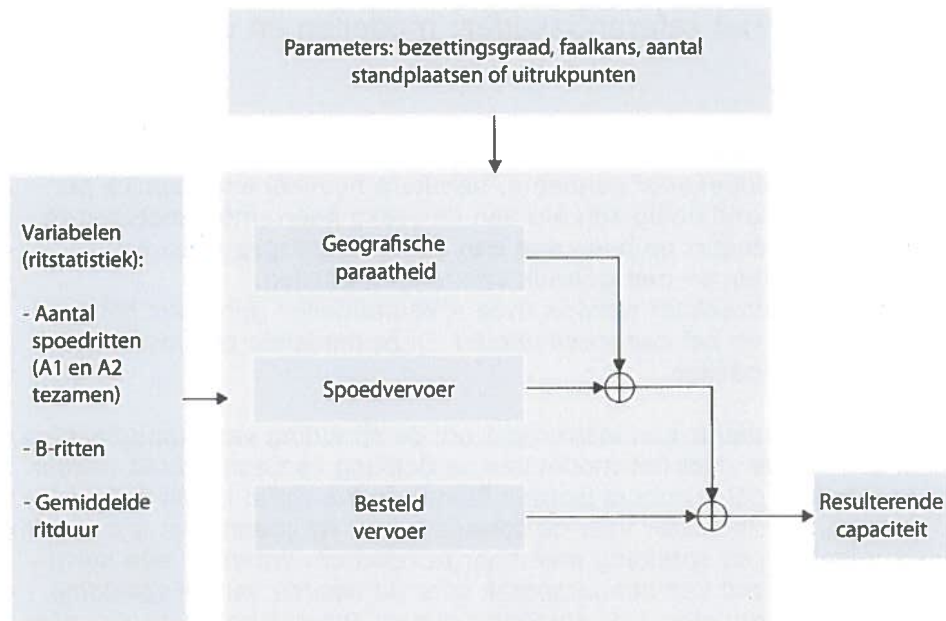 Parameters: bezettingsgraad, faalkans, aantal
standplaatsen of uitrukpunten
Variabelen
(ritstatistiek):
- Aantal
spoedritten
(A1 en A2
tezamen)
- B-ritten
- Gemiddelde
ritduur
Geografische
paraatheid
Spoedvervoer
Besteld
vervoer
Resulterende
capaciteit